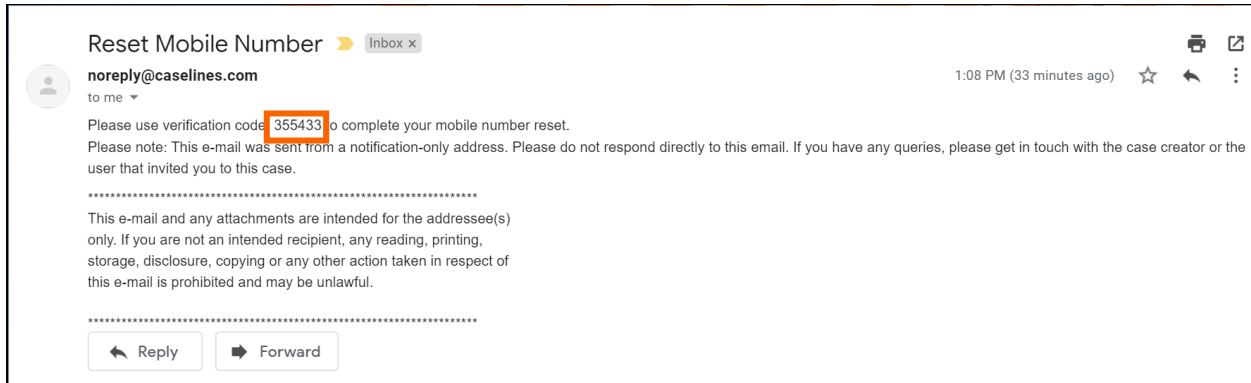 Reset Mobile Number Inbox x
noreply@caselines.com 1:08 PM (33 minutes ago)
to me
Please use verification code 355433 o complete your mobile number reset.
Please note: This e-mail was sent from a notification-only address. Please do not respond directly to this email. If you have any queries, please get in touch with the case creator or the
user that invited you to this case.
**********************************************************************
This e-mail and any attachments are intended for the addressee(s)
only. If you are not an intended recipient, any reading, printing,
storage, disclosure, copying or any other action taken in respect of
this e-mail is prohibited and may be unlawful.
**********************************************************************
Reply Forward